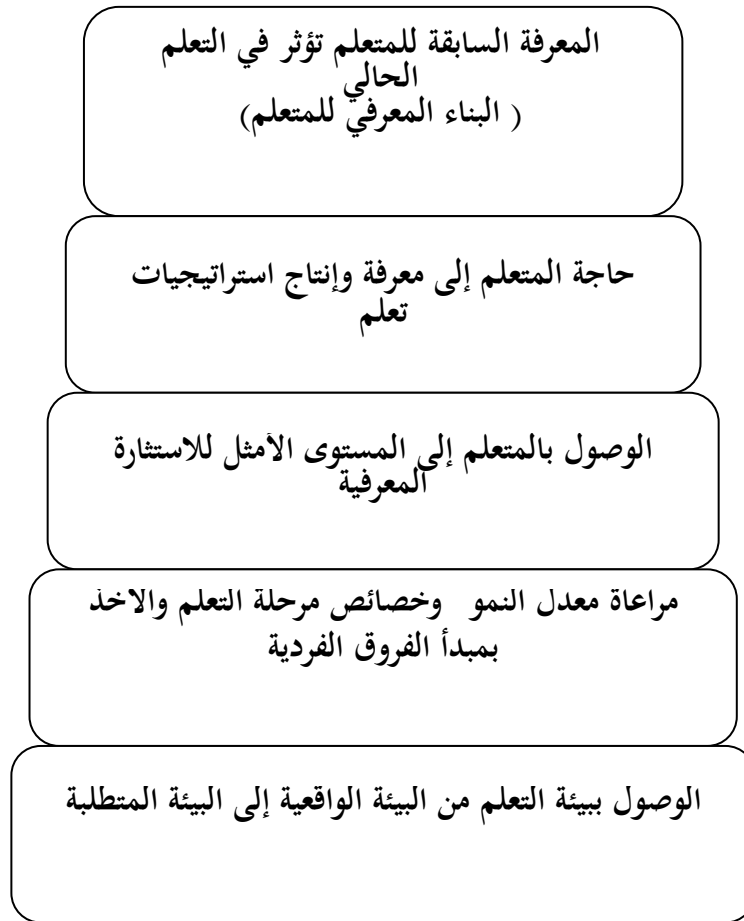 المعرفة السابقة للمتعلم تؤثر في التعلم
الحالي
( البناء المعرفي للمتعلم)
حاجة المتعلم إلى معرفة وإنتاج استراتيجيات
تعلم
الوصول بالمتعلم إلى المستوى الأمثل للاستثارة
المعرفية
مراعاة معدل النمو وخصائص مرحلة التعلم والاخذ
بمبدأ الفروق الفردية
الوصول ببيئة التعلم من البيئة الواقعية إلى البيئة المتطلبة